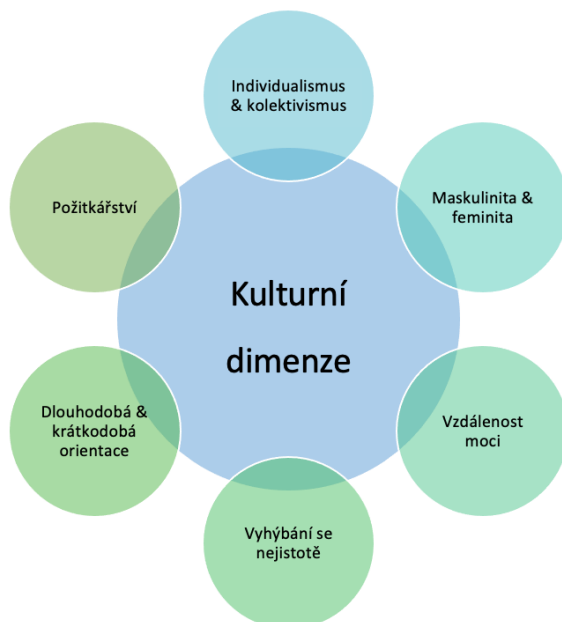 Individualismus
& kolektivismus
Maskulinita &
feminita
Vzdálenost
moci
Vyhýbání se
nejistotě
Dlouhodobá &
krátkodobá
orientace
Požitkářství
Kulturní
dimenze